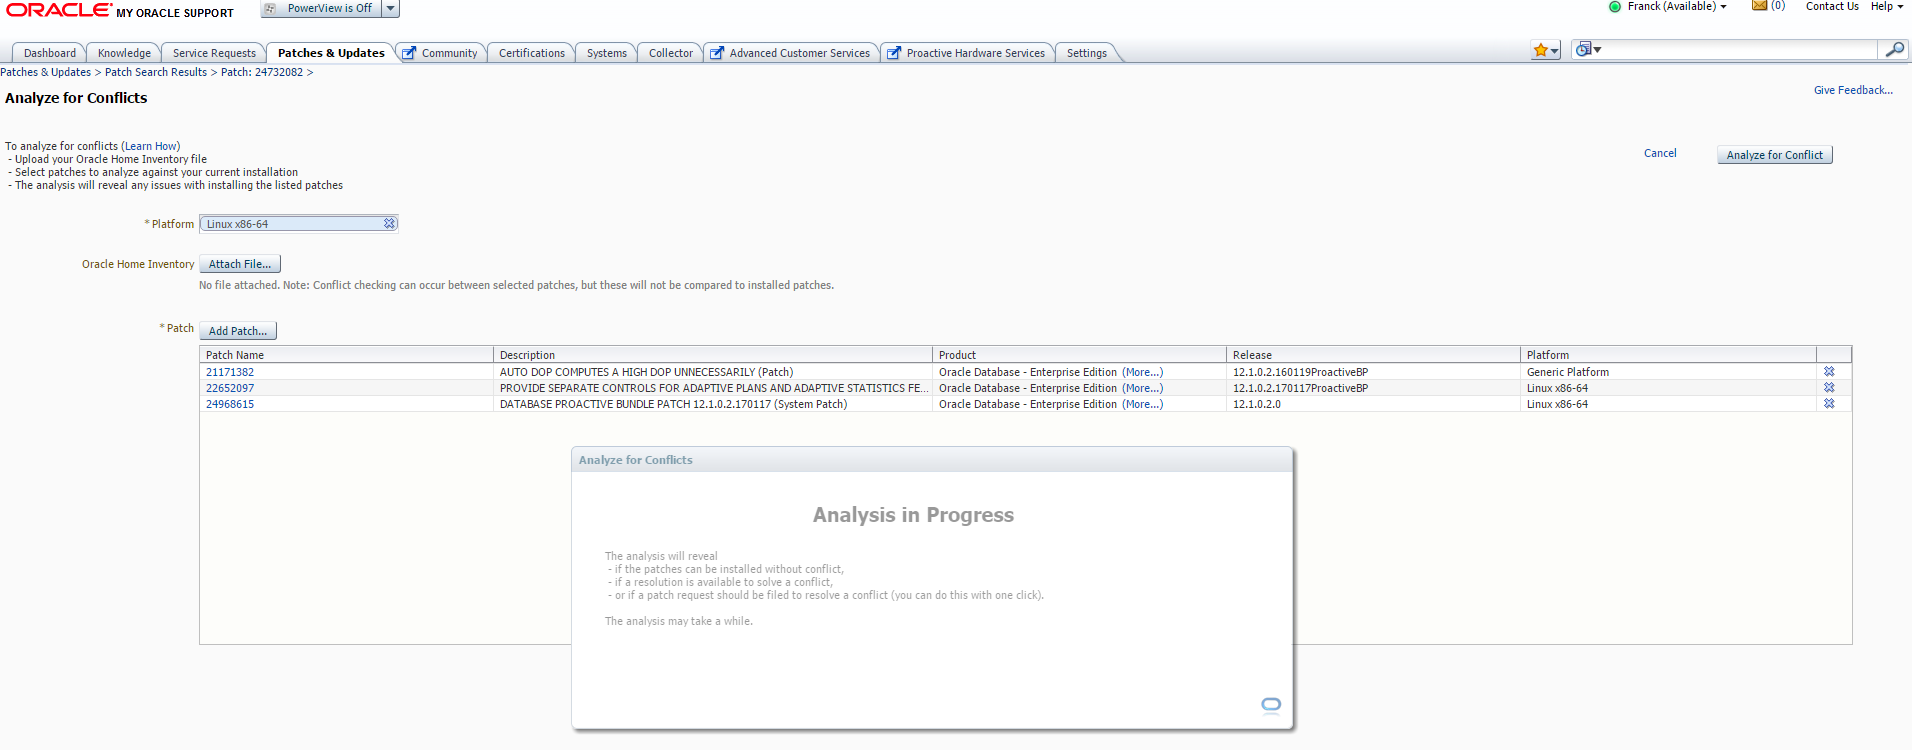 ORACLE MY ORACLE SUPPORT
PowerView is Off
Franck (Available)
(0)
Contact Us
Help
Dashboard
Knowledge
Service Requests
Patches & Updates
Community
Certifications
Systems
Collector
Advanced Customer Services
Proactive Hardware Services
Settings
Patches & Updates > Patch Search Results > Patch: 24732082 >
Analyze for Conflicts
Give Feedback...
To analyze for conflicts (Learn How)
- Upload your Oracle Home Inventory file
- Select patches to analyze against your current installation
- The analysis will reveal any issues with installing the listed patches
Cancel
Analyze for Conflict
* Platform Linux x86-64
Oracle Home Inventory Attach File...
No file attached. Note: Conflict checking can occur between selected patches, but these will not be compared to installed patches.
* Patch Add Patch...
Patch Name Description Product Release Platform
21171382 AUTO DOP COMPUTES A HIGH DOP UNNECESSARILY (Patch) Oracle Database - Enterprise Edition (More...) 12.1.0.2.160119ProactiveBP Generic Platform
22652097 PROVIDE SEPARATE CONTROLS FOR ADAPTIVE PLANS AND ADAPTIVE STATISTICS FE... Oracle Database - Enterprise Edition (More...) 12.1.0.2.170117ProactiveBP Linux x86-64
24968615 DATABASE PROACTIVE BUNDLE PATCH 12.1.0.2.170117 (System Patch) Oracle Database - Enterprise Edition (More...) 12.1.0.2.0 Linux x86-64
Analyze for Conflicts
Analysis in Progress
The analysis will reveal
- if the patches can be installed without conflict,
- if a resolution is available to solve a conflict,
- or if a patch request should be filed to resolve a conflict (you can do this with one click).
The analysis may take a while.